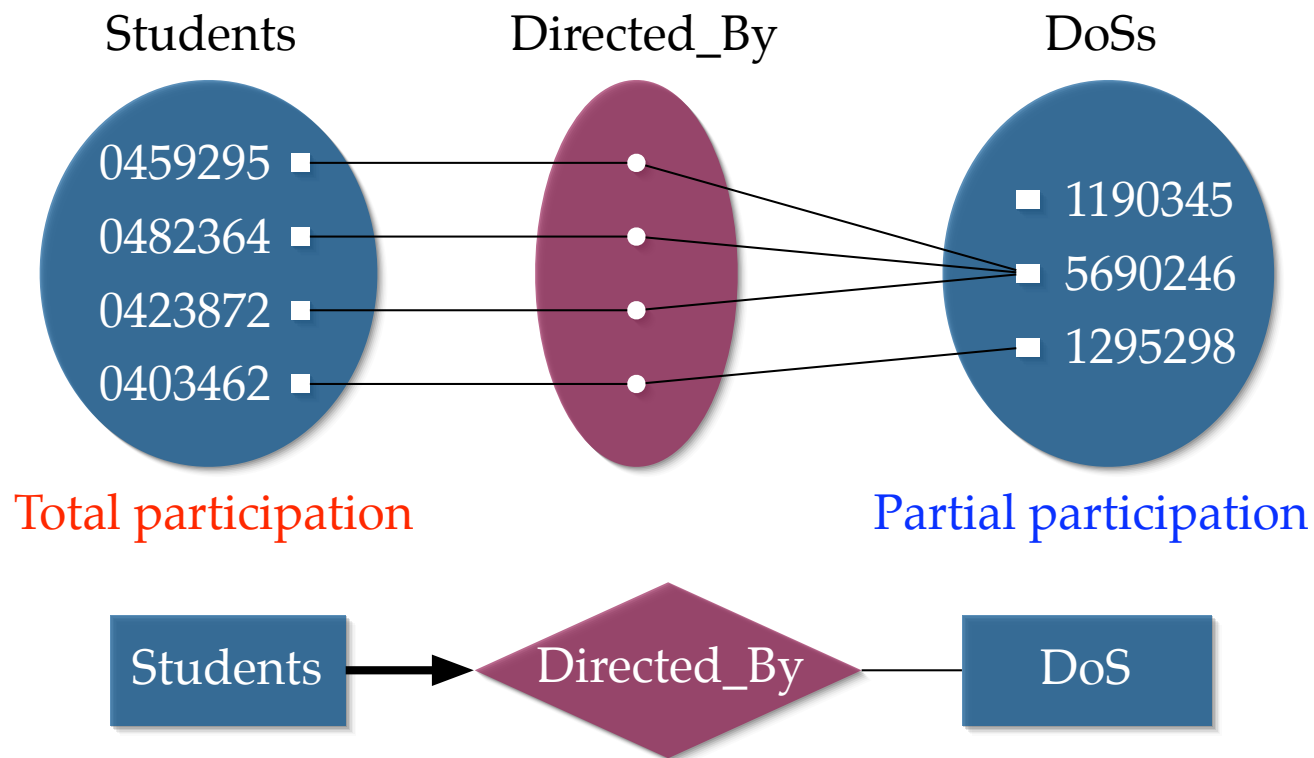 Students Directed_By DoSs
0459295
0482364
0423872
0403462
1190345
5690246
1295298
Total participation Partial participation
Students Directed_By DoS